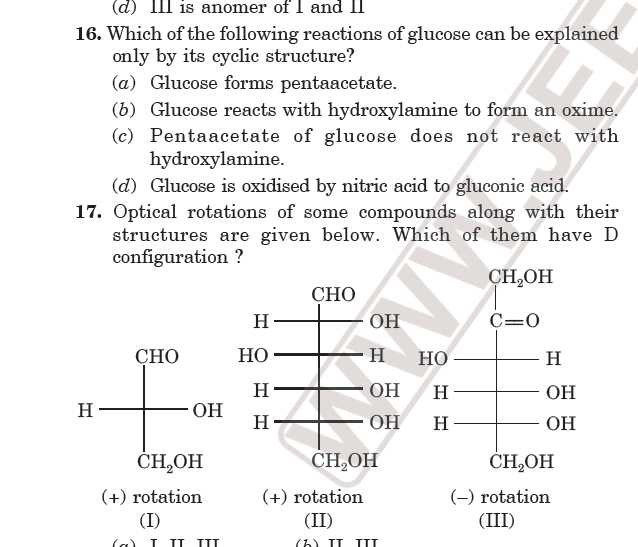 (d) III is anomer of I and II
16. Which of the following reactions of glucose can be explained
only by its cyclic structure?
(a) Glucose forms pentaacetate.
(b) Glucose reacts with hydroxylamine to form an oxime.
(c) Pentaacetate of glucose does not react with
hydroxylamine.
(d) Glucose is oxidised by nitric acid to gluconic acid.
17. Optical rotations of some compounds along with their
structures are given below. Which of them have D
configuration ?
CHO
H OH
CH₂OH
(+) rotation
(I)
CHO
H OH
HO H
H OH
H OH
CH₂OH
(+) rotation
(II)
CH₂OH
C=O
HO H
H OH
H OH
CH₂OH
(–) rotation
(III)
(a) I, II, III
(b) II, III
WWW.JEE